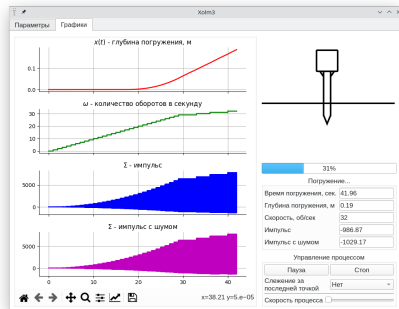 Xolm3
Параметры
Графики
x(t) - глубина погружения, м
0.1
0.0
ω - количество оборотов в секунду
30
20
10
0
Σ - импульс
5000
0
Σ - импульс с шумом
5000
0
0 10 20 30 40
x=38.21 y=5.e-05
31%
Погружение...
Время погружения, сек. 41.96
Глубина погружения, м 0.19
Скорость, об/сек 32
Импульс -986.87
Импульс с шумом -1029.17
Управление процессом
Пауза
Стоп
Слежение за последней точкой
Нет
Скорость процесса